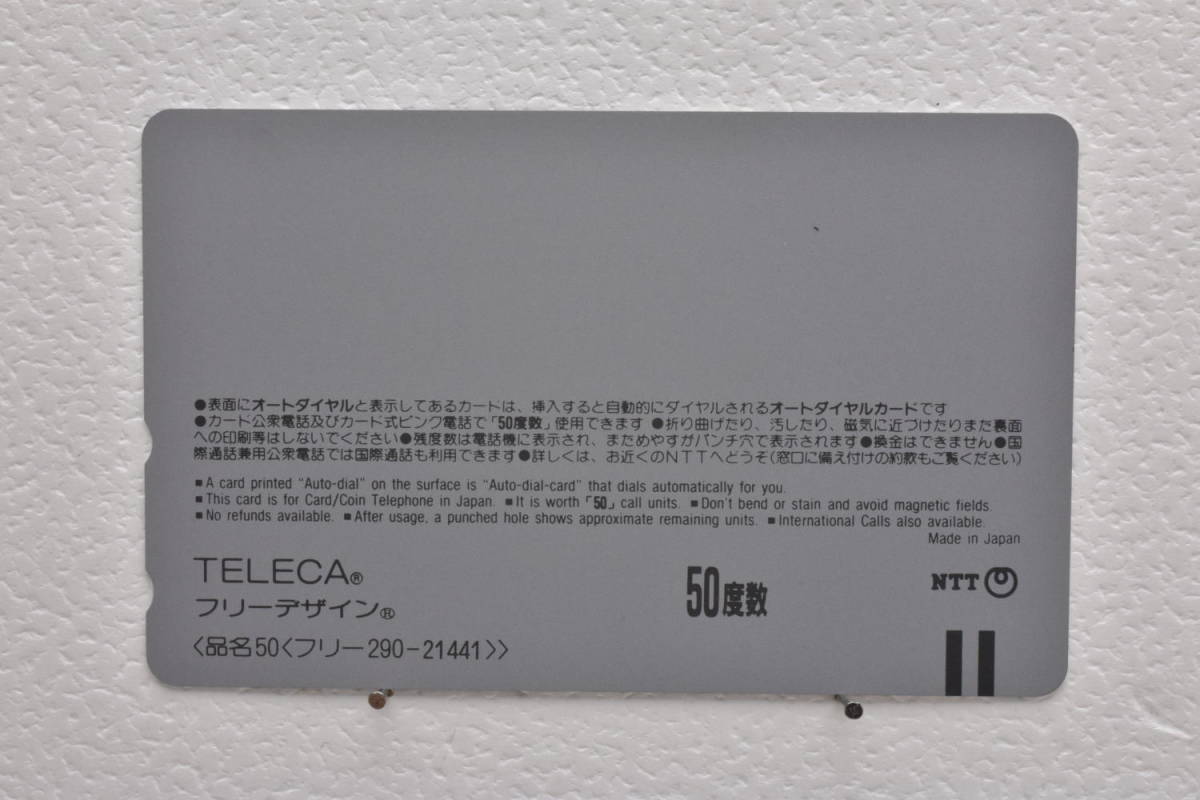 ●表面にオートダイヤルと表示してあるカードは、挿入すると自動的にダイヤルされるオートダイヤルカードです
●カード公衆電話及びカード式ピンク電話で「50度数」使用できます ●折り曲げたり、汚したり、磁気に近づけたりまた裏面
への印刷等はしないでください●残度数は電話機に表示され、まためやすがパンチ穴で表示されます●換金はできません●国
際通話兼用公衆電話では国際通話も利用できます●詳しくは、お近くのNTTへどうぞ(窓口に備え付けの約款もご覧ください)
■A card printed "Auto-dial" on the surface is "Auto-dial-card" that dials automatically for you.
■This card is for Card/Coin Telephone in Japan. ■It is worth「50」call units. ■Don't bend or stain and avoid magnetic fields.
■No refunds available. ■After usage, a punched hole shows approximate remaining units. ■International Calls also available.
Made in Japan
TELECA®
フリーデザイン®
〈品名50〈フリー290-21441〉〉
50度数
NTT